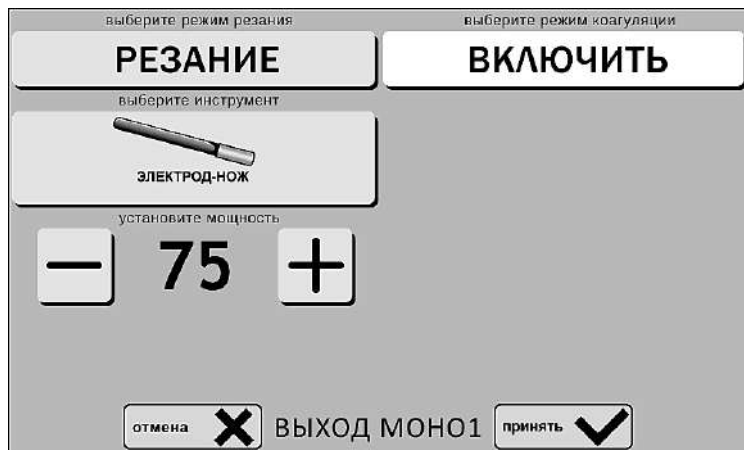 выберите режим резания
выберите режим коагуляции
РЕЗАНИЕ
ВКЛЮЧИТЬ
выберите инструмент
ЭЛЕКТРОД-НОЖ
установите мощность
— 75 +
отмена ВЫХОД МОНО1 принять